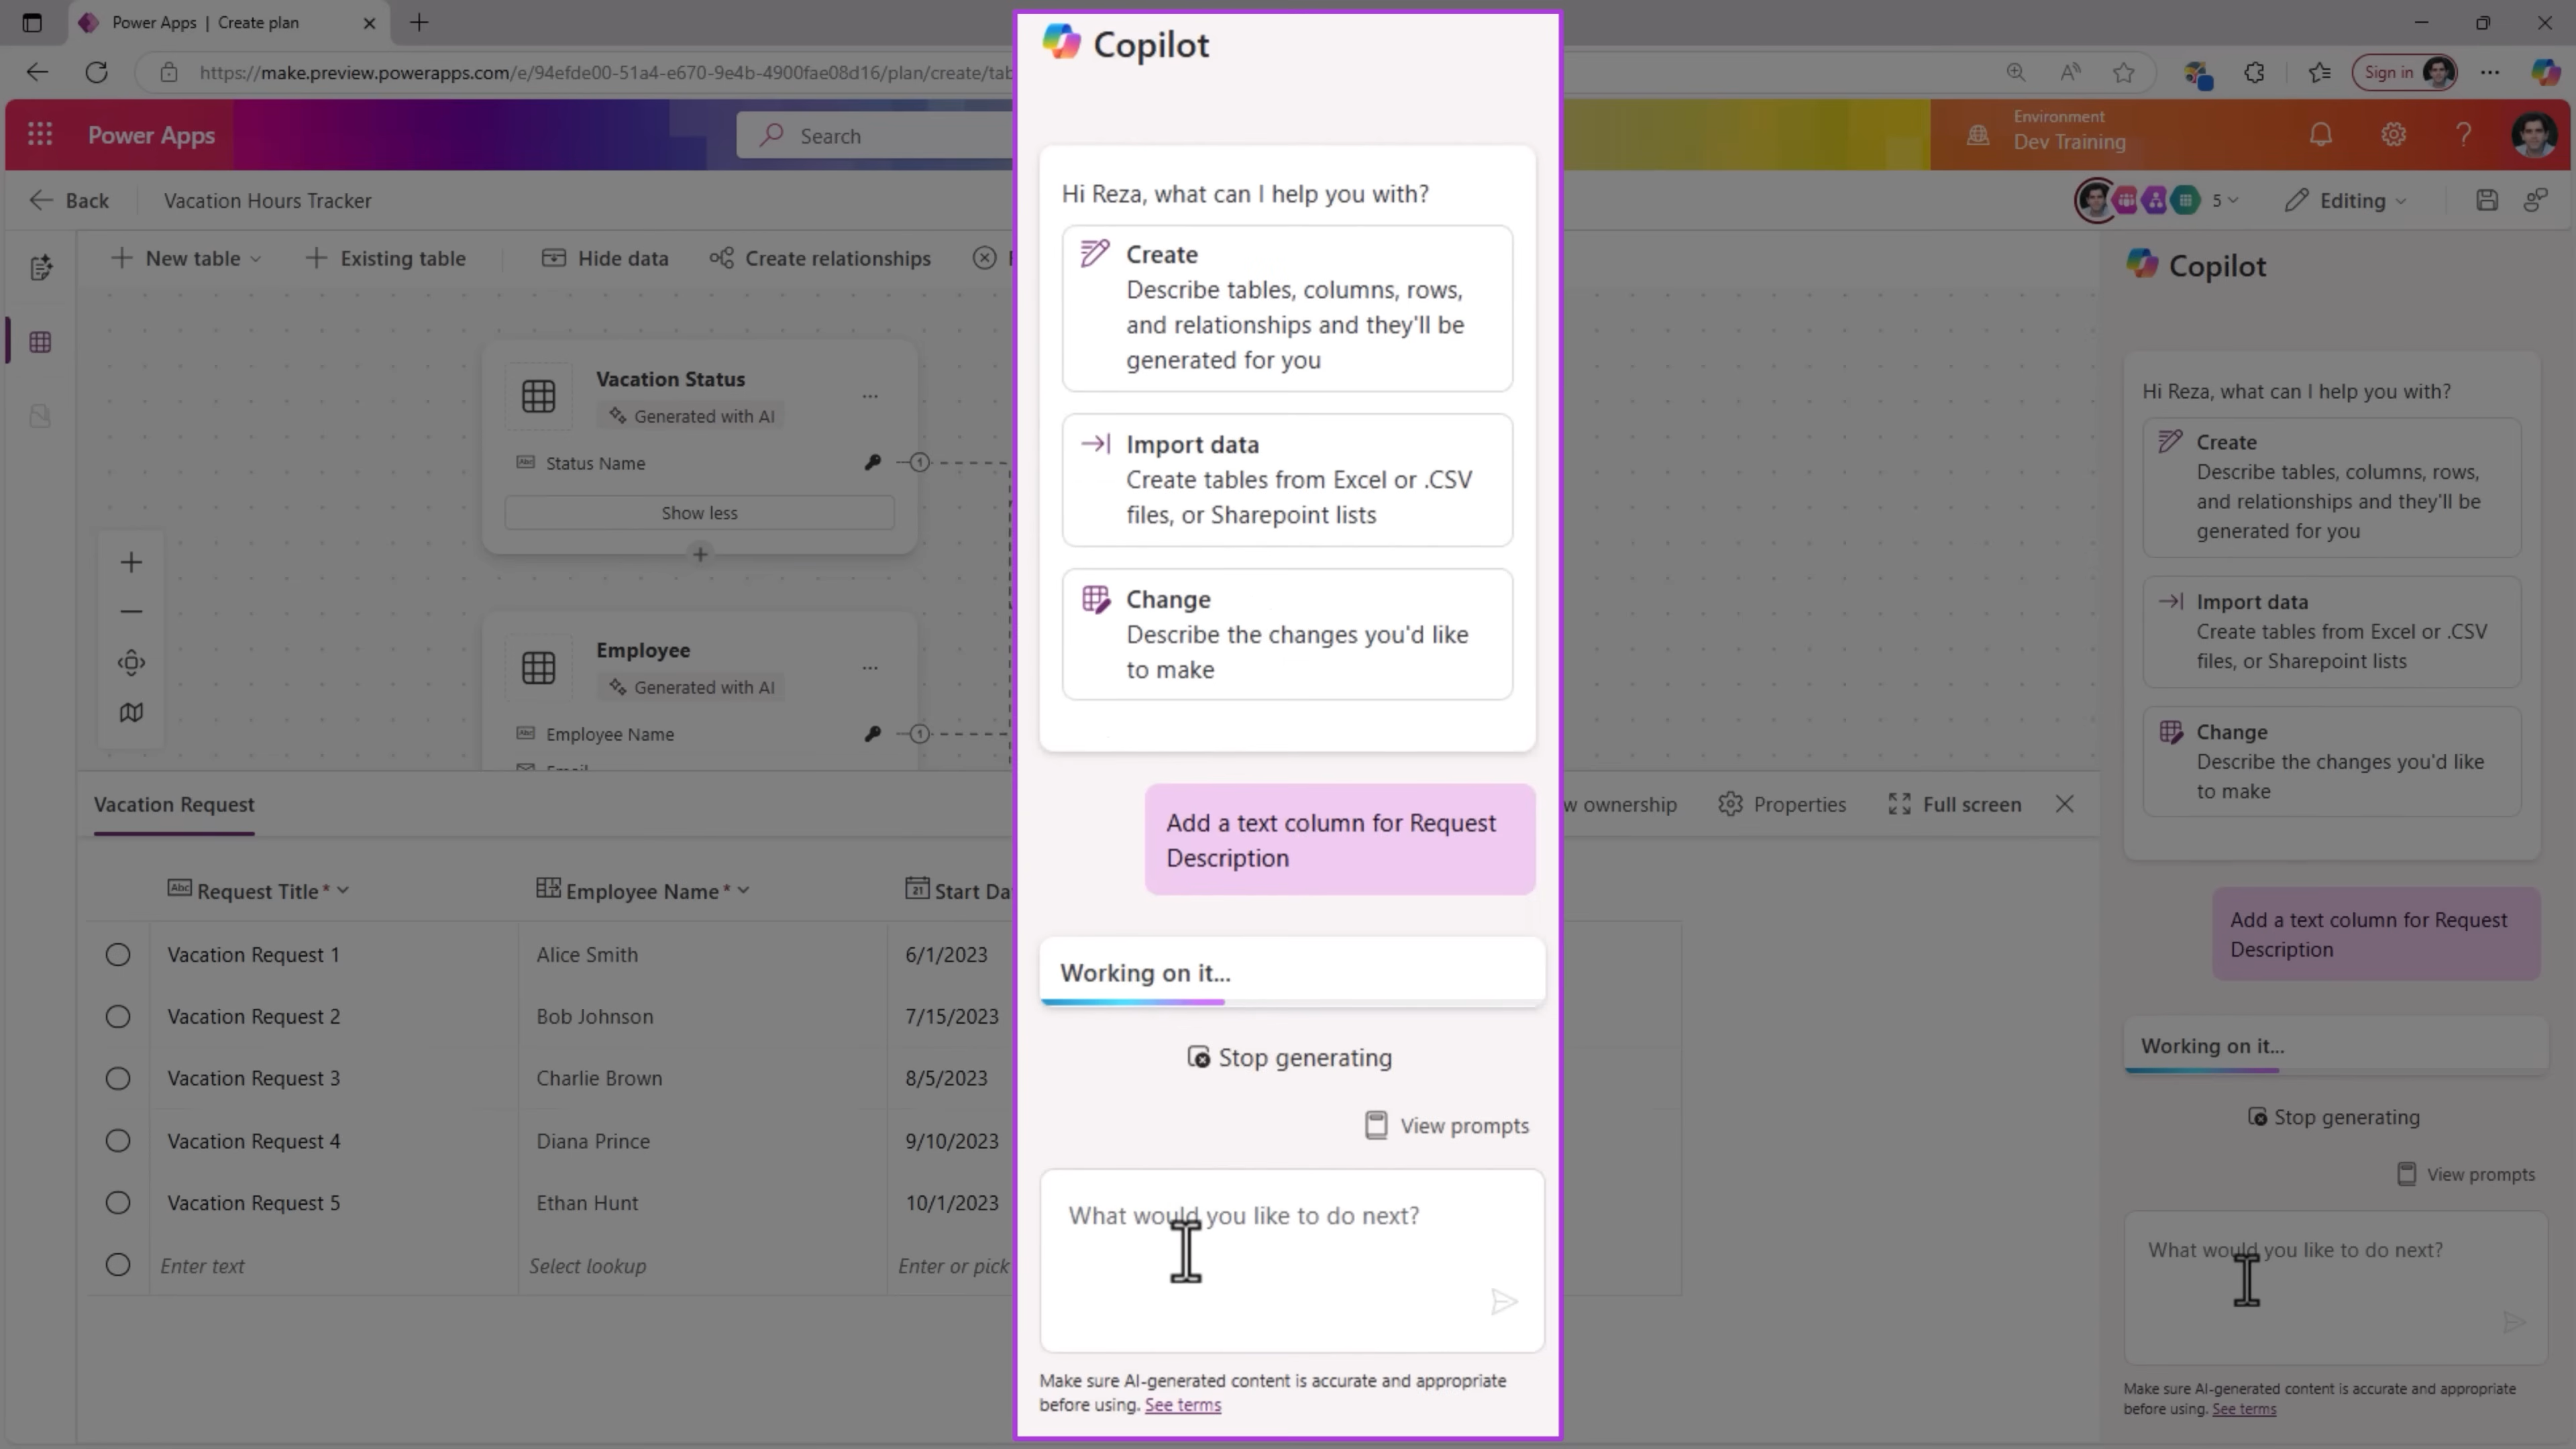 Power Apps | Create plan
https://make.preview.powerapps.com/e/94efde00-51a4-e670-9e4b-4900fae08d16/plan/create/tab
Sign in
Power Apps
Search
Environment
Dev Training
Back
Vacation Hours Tracker
5
Editing
New table
Existing table
Hide data
Create relationships
Vacation Status
Generated with AI
Abc Status Name
1
Show less
Employee
Generated with AI
Abc Employee Name
1
Email
Vacation Request
w ownership
Properties
Full screen
Abc Request Title *
Employee Name *
21 Start Da
Vacation Request 1
Alice Smith
6/1/2023
Vacation Request 2
Bob Johnson
7/15/2023
Vacation Request 3
Charlie Brown
8/5/2023
Vacation Request 4
Diana Prince
9/10/2023
Vacation Request 5
Ethan Hunt
10/1/2023
Enter text
Select lookup
Enter or pick
Copilot
Hi Reza, what can I help you with?
Create
Describe tables, columns, rows,
and relationships and they'll be
generated for you
Import data
Create tables from Excel or .CSV
files, or Sharepoint lists
Change
Describe the changes you'd like
to make
Add a text column for Request
Description
Working on it...
Stop generating
View prompts
What would you like to do next?
Make sure AI-generated content is accurate and appropriate
before using. See terms
Copilot
Hi Reza, what can I help you with?
Create
Describe tables, columns, rows,
and relationships and they'll be
generated for you
Import data
Create tables from Excel or .CSV
files, or Sharepoint lists
Change
Describe the changes you'd like
to make
Add a text column for Request
Description
Working on it...
Stop generating
View prompts
What would you like to do next?
Make sure AI-generated content is accurate and appropriate
before using. See terms